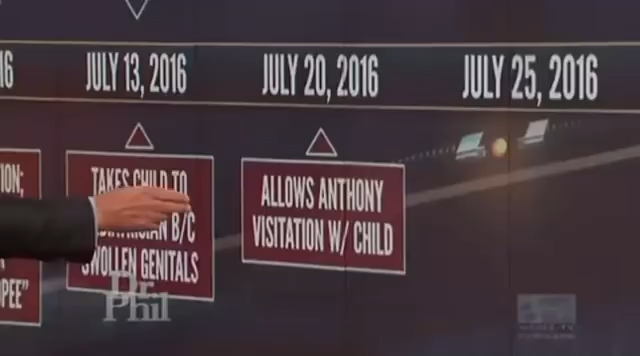 16
JULY 13, 2016
JULY 20, 2016
JULY 25, 2016
ION;
PEE"
TAKES CHILD TO
B/C
SWOLLEN GENITALS
ALLOWS ANTHONY
VISITATION W/ CHILD
Dr.
Phil